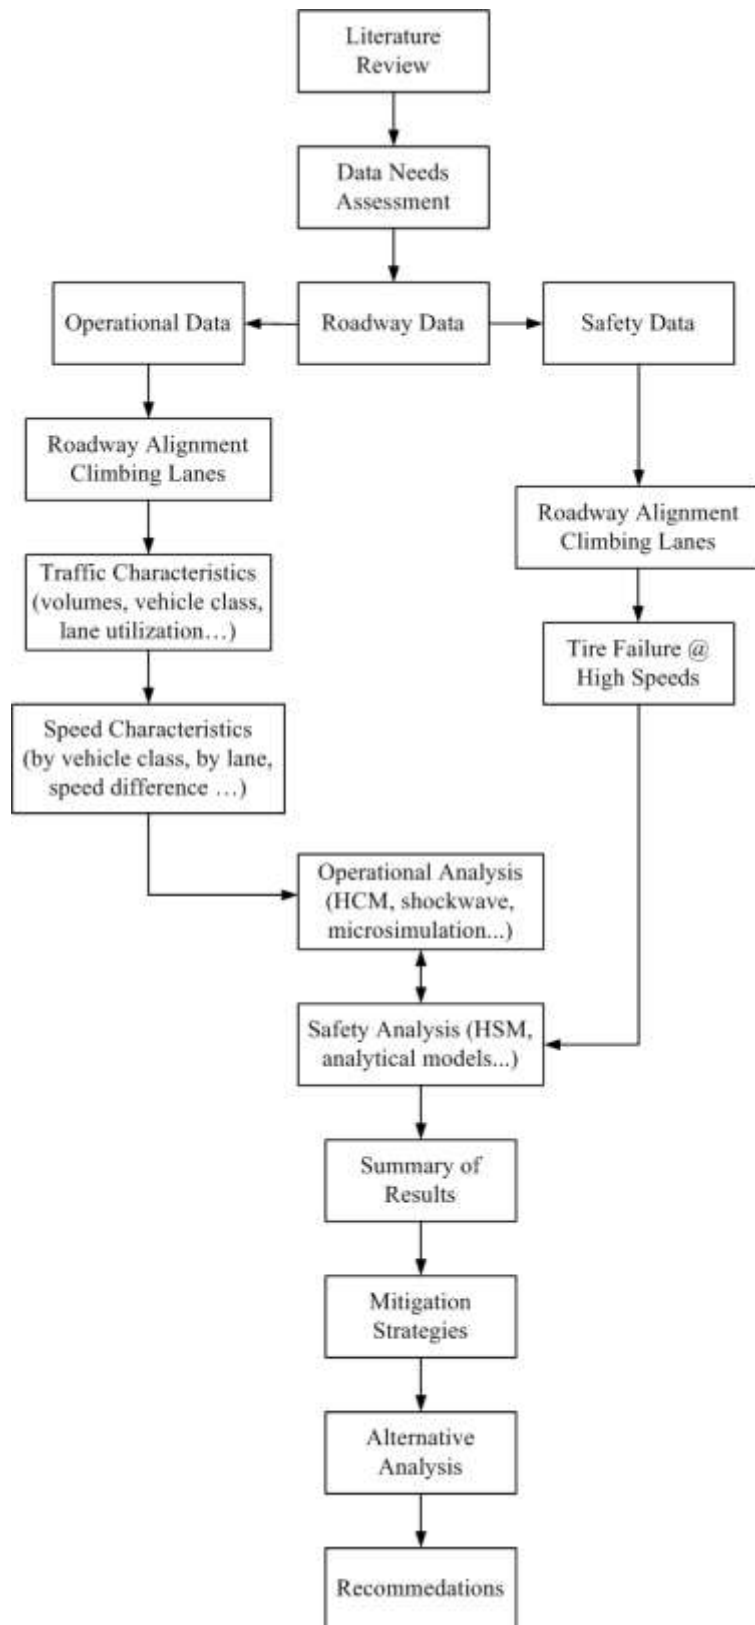 Literature
Review
Data Needs
Assessment
Operational Data
Roadway Data
Safety Data
Roadway Alignment
Climbing Lanes
Traffic Characteristics
(volumes, vehicle class,
lane utilization…)
Speed Characteristics
(by vehicle class, by lane,
speed difference …)
Roadway Alignment
Climbing Lanes
Tire Failure @
High Speeds
Operational Analysis
(HCM, shockwave,
microsimulation...)
Safety Analysis (HSM,
analytical models...)
Summary of
Results
Mitigation
Strategies
Alternative
Analysis
Recommedations